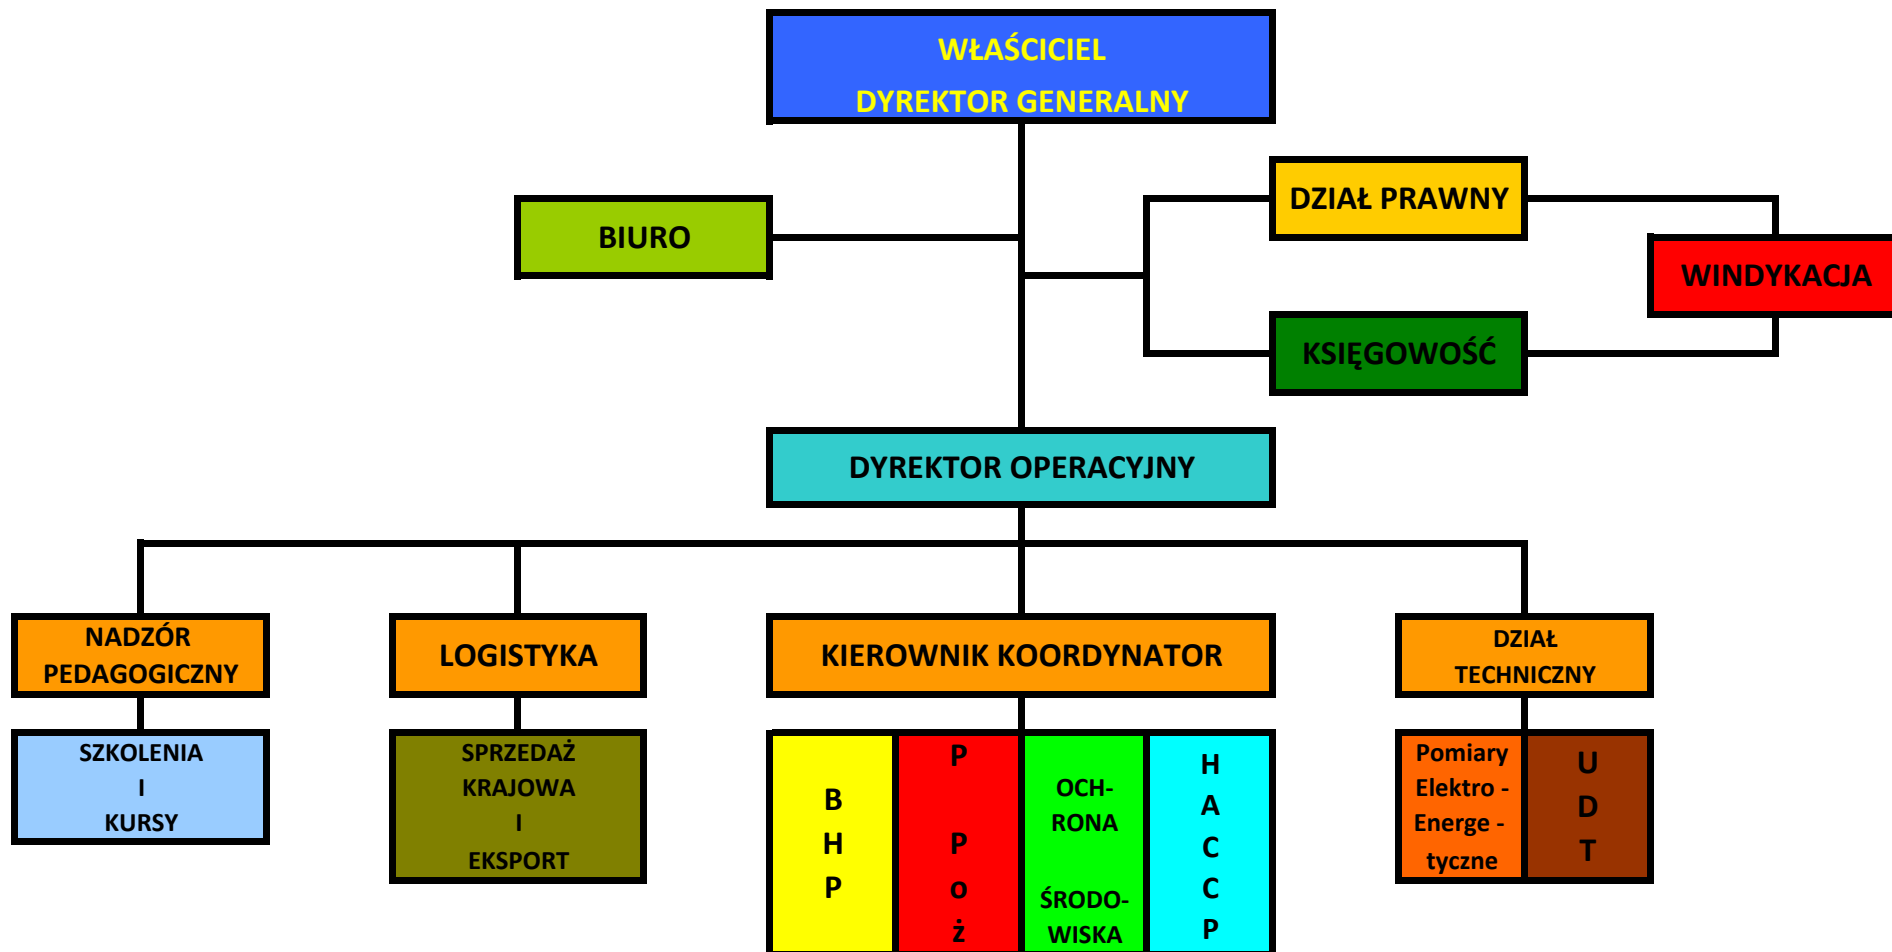 WŁAŚCICIEL
DYREKTOR GENERALNY
DZIAŁ PRAWNY
BIURO
WINDYKACJA
KSIĘGOWOŚĆ
DYREKTOR OPERACYJNY
NADZÓR
PEDAGOGICZNY
LOGISTYKA
KIEROWNIK KOORDYNATOR
DZIAŁ
TECHNICZNY
SZKOLENIA
I
KURSY
SPRZEDAŻ
KRAJOWA
I
EKSPORT
B
H
P
P
P
o
ż
OCH-
RONA
ŚRODO-
WISKA
H
A
C
C
P
Pomiary
Elektro -
Energe -
tyczne
U
D
T